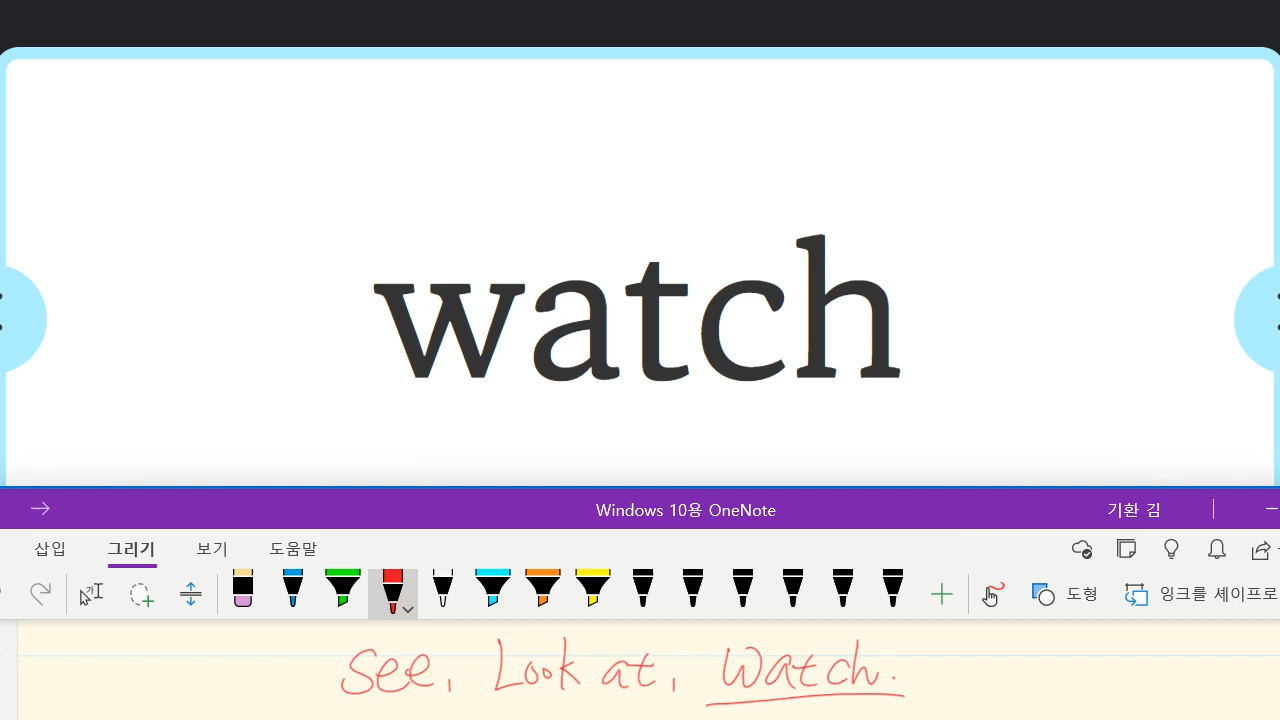 watch
Windows 10용 OneNote 기환 김
삽입 그리기 보기 도움말
가 도형 잉크를 셰이프로
See, Look at, Watch.